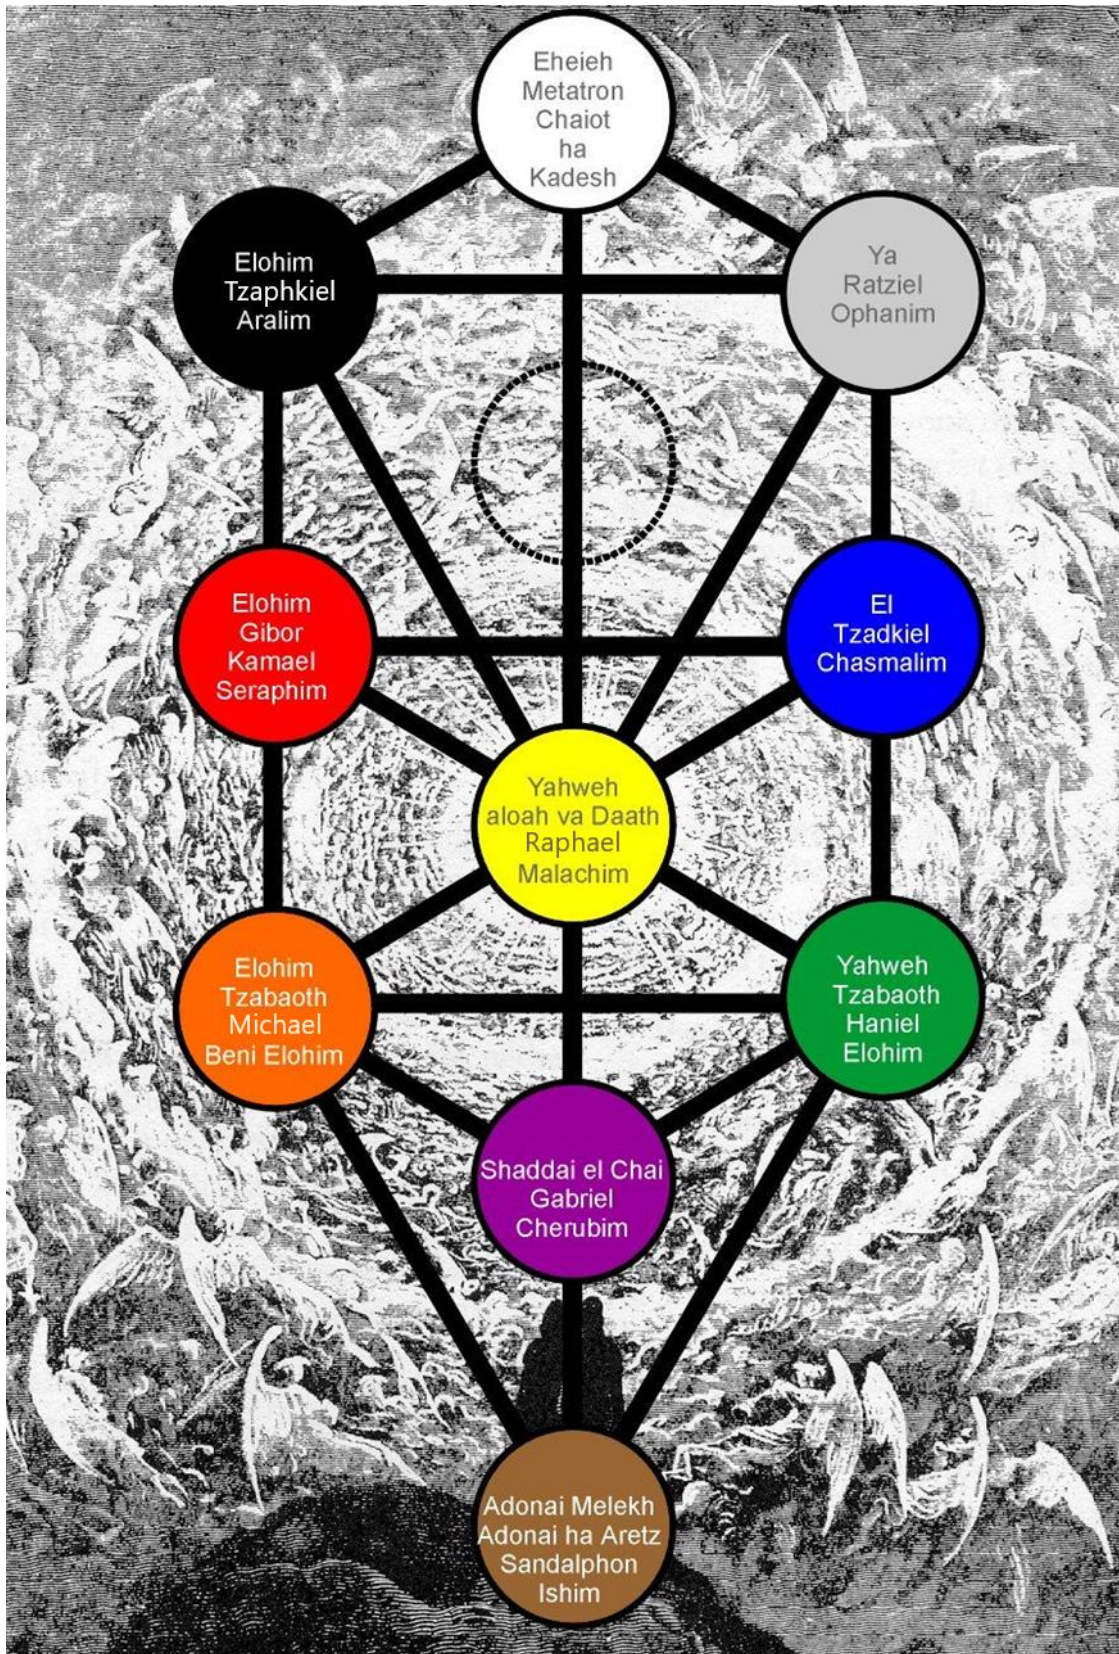 Eheieh
Metatron
Chaiot
ha
Kadesh
Elohim
Tzaphkiel
Aralim
Ya
Ratziel
Ophanim
Elohim
Gibor
Kamael
Seraphim
El
Tzadkiel
Chasmalim
Yahweh
aloah va Daath
Raphael
Malachim
Elohim
Tzabaoth
Michael
Beni Elohim
Yahweh
Tzabaoth
Haniel
Elohim
Shaddai el Chai
Gabriel
Cherubim
Adonai Melekh
Adonai ha Aretz
Sandalphon
Ishim